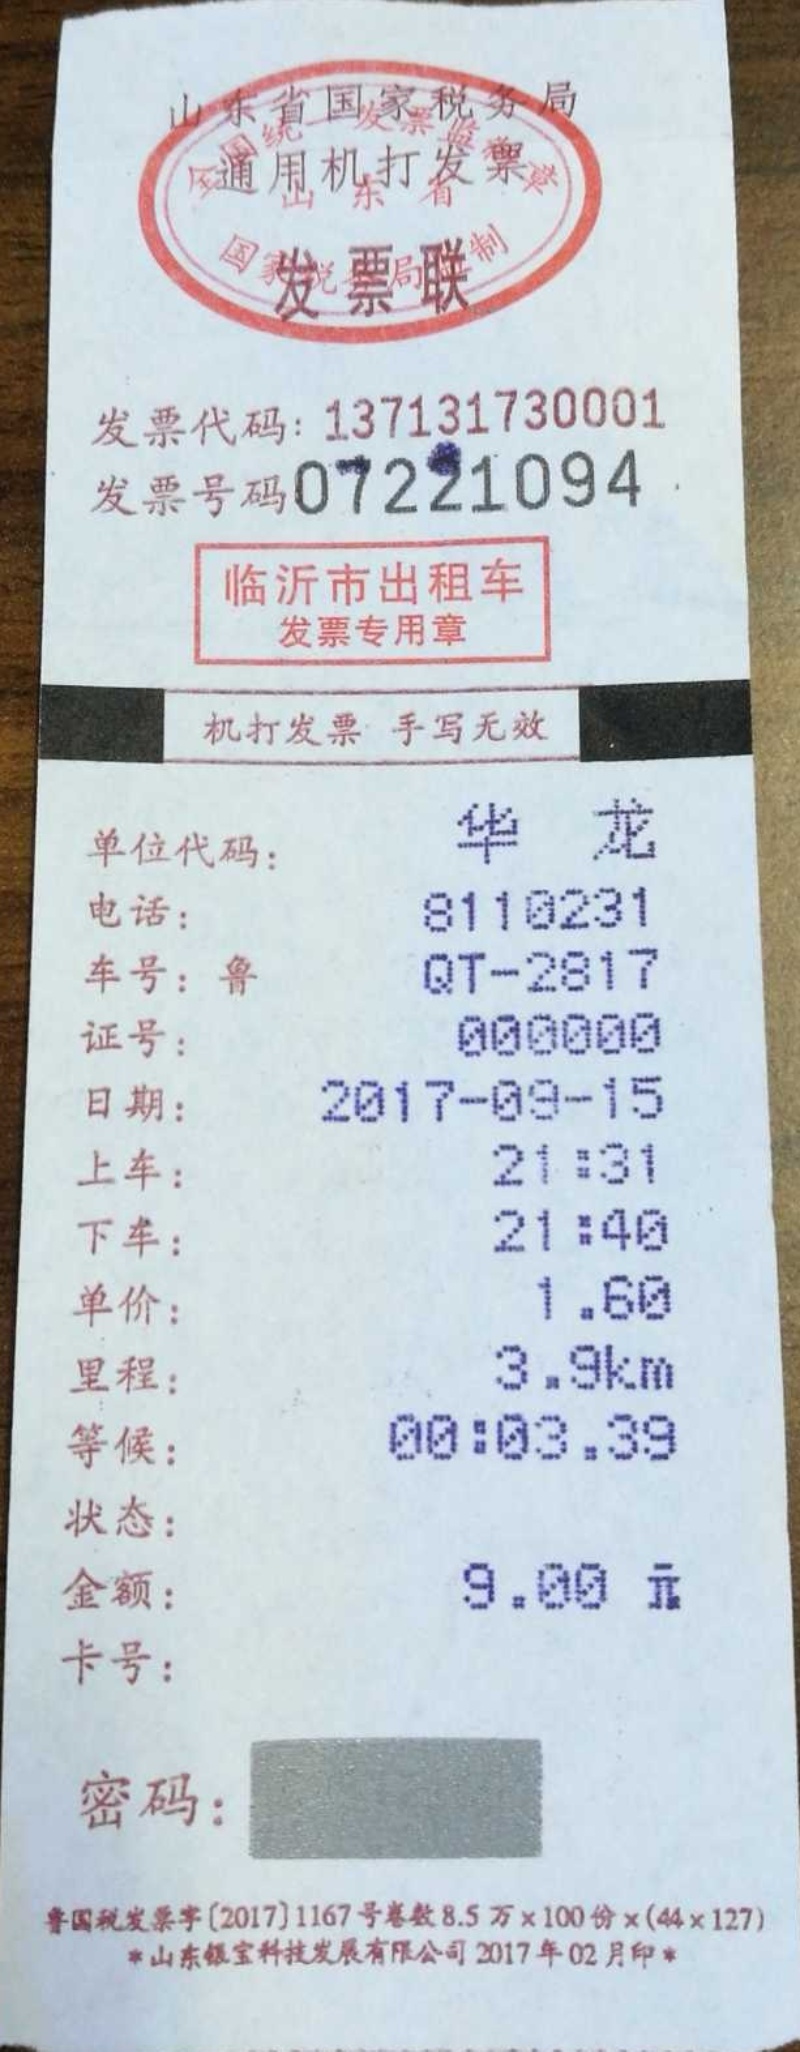 山东省国家税务局
通用机打发票
全国统一发票监制章
山东省
国家税务局监制
发票联
发票代码: 137131730001
发票号码07221094
临沂市出租车
发票专用章
机打发票 手写无效
单位代码: 华 龙
电话: 8110231
车号: 鲁 QT-2817
证号: 000000
日期: 2017-09-15
上车: 21:31
下车: 21:40
单价: 1.60
里程: 3.9km
等候: 00:03.39
状态:
金额: 9.00 元
卡号:
密码:
鲁国税发票字[2017]1167号卷数8.5万×100份×(44×127)
*山东银宝科技发展有限公司2017年02月印*